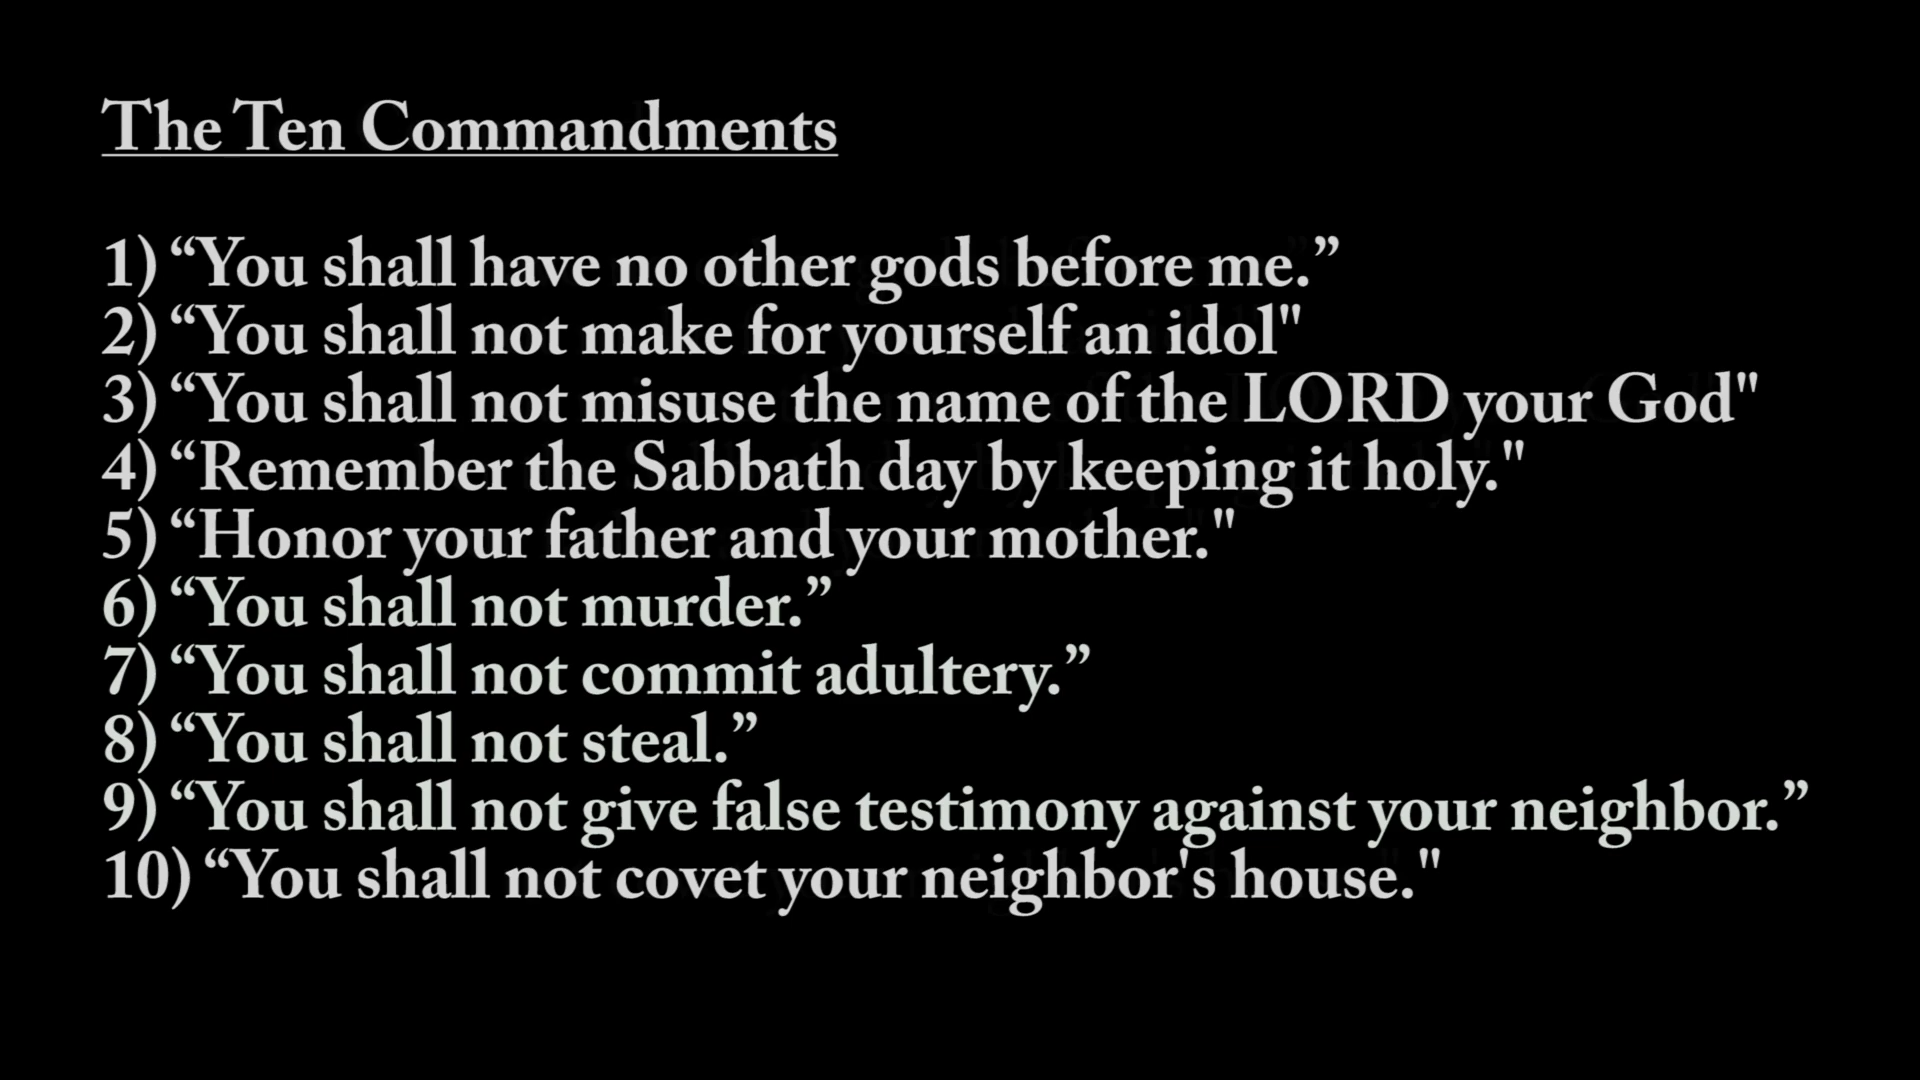 The Ten Commandments
1) “You shall have no other gods before me.”
2) “You shall not make for yourself an idol"
3) “You shall not misuse the name of the LORD your God"
4) “Remember the Sabbath day by keeping it holy."
5) “Honor your father and your mother."
6) “You shall not murder.”
7) “You shall not commit adultery.”
8) “You shall not steal.”
9) “You shall not give false testimony against your neighbor.”
10) “You shall not covet your neighbor's house."